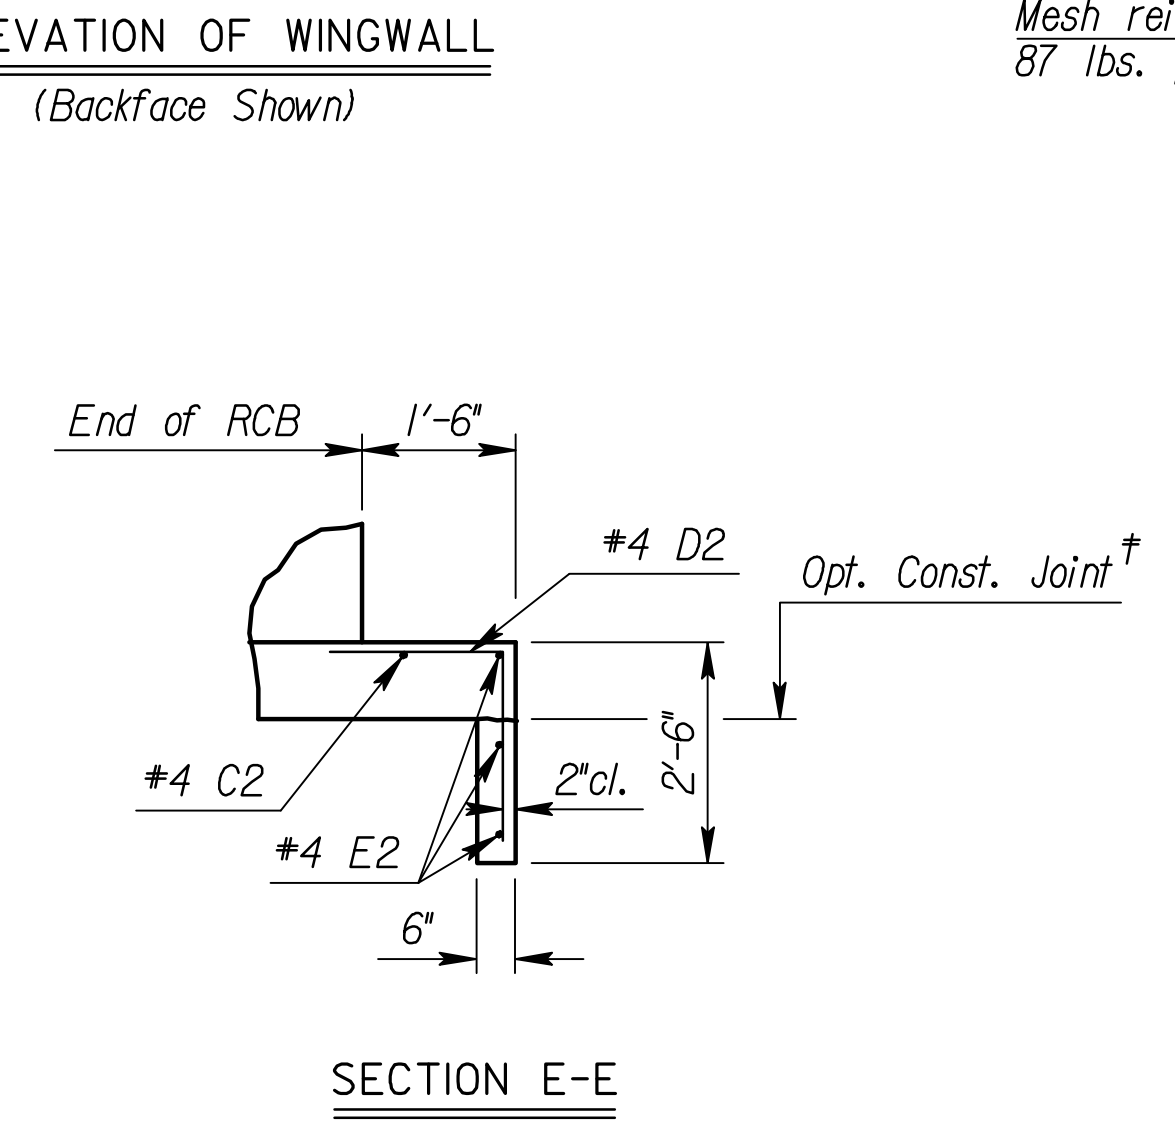 EVATION OF WINGWALL
(Backface Shown)
Mesh rei
87 lbs.
End of RCB
1'-6"
#4 D2
Opt. Const. Joint ‡
2'-6"
#4 C2
2"cl.
#4 E2
6"
SECTION E-E